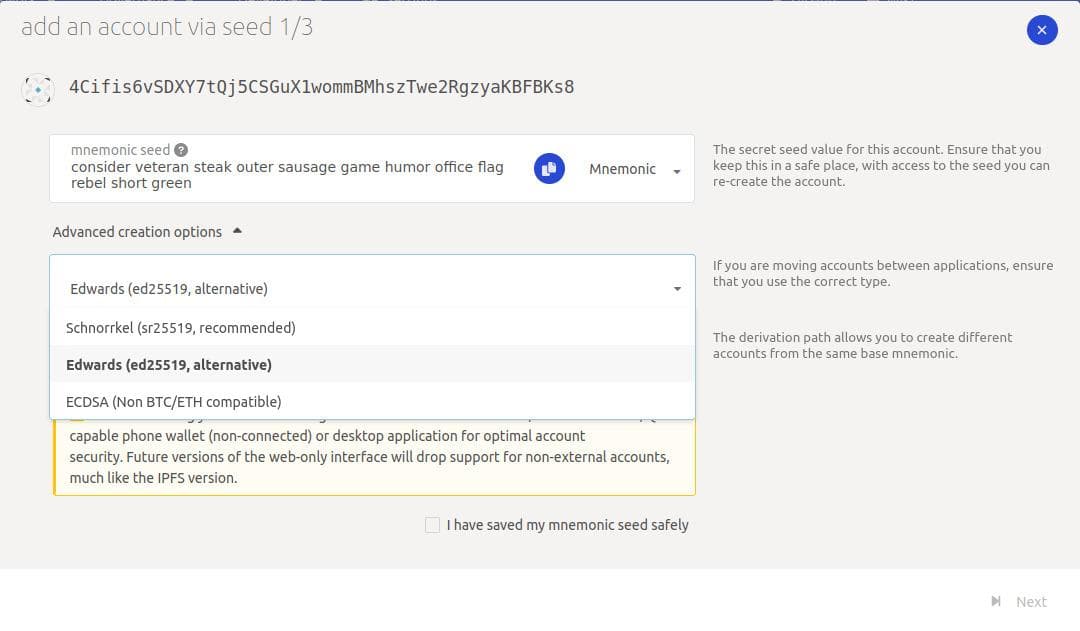 add an account via seed 1/3
4Cifis6vSDXY7tQj5CSGuX1wommBMhszTwe2RgzyaKBFBKs8
mnemonic seed ?
consider veteran steak outer sausage game humor office flag
rebel short green
Mnemonic
The secret seed value for this account. Ensure that you
keep this in a safe place, with access to the seed you can
re-create the account.
Advanced creation options
Edwards (ed25519, alternative)
If you are moving accounts between applications, ensure
that you use the correct type.
Schnorrkel (sr25519, recommended)
Edwards (ed25519, alternative)
ECDSA (Non BTC/ETH compatible)
The derivation path allows you to create different
accounts from the same base mnemonic.
capable phone wallet (non-connected) or desktop application for optimal account
security. Future versions of the web-only interface will drop support for non-external accounts,
much like the IPFS version.
I have saved my mnemonic seed safely
Next